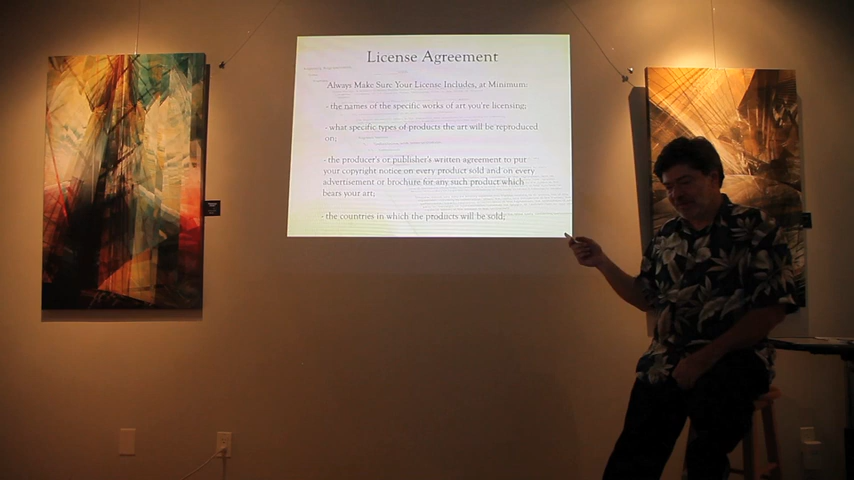 License Agreement
Always Make Sure Your License Includes, at Minimum:
- the names of the specific works of art you're licensing;
- what specific types of products the art will be reproduced
on;
- the producer's or publisher's written agreement to put
your copyright notice on every product sold and on every
advertisement or brochure for any such product which
bears your art;
- the countries in which the products will be sold;